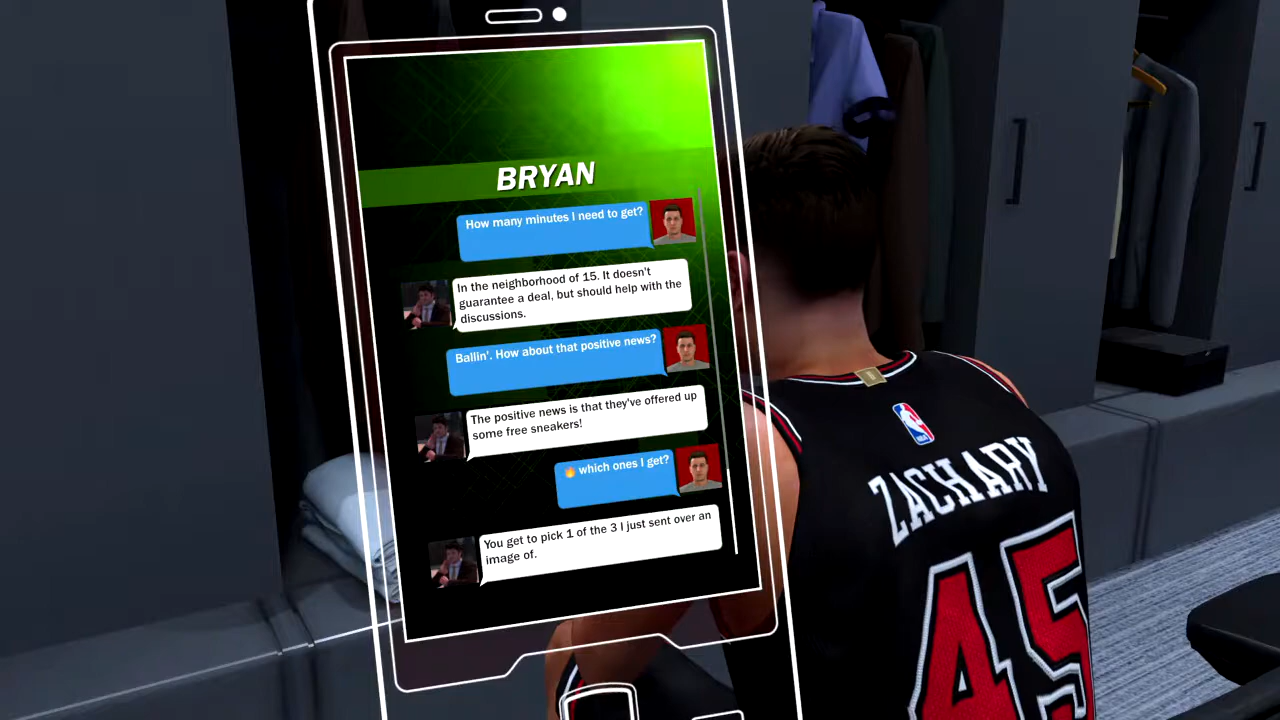 BRYAN
How many minutes I need to get?
In the neighborhood of 15. It doesn't
guarantee a deal, but should help with the
discussions.
Ballin'. How about that positive news?
The positive news is that they've offered up
some free sneakers!
🔥 which ones I get?
You get to pick 1 of the 3 I just sent over an
image of.
ZACHARY
45